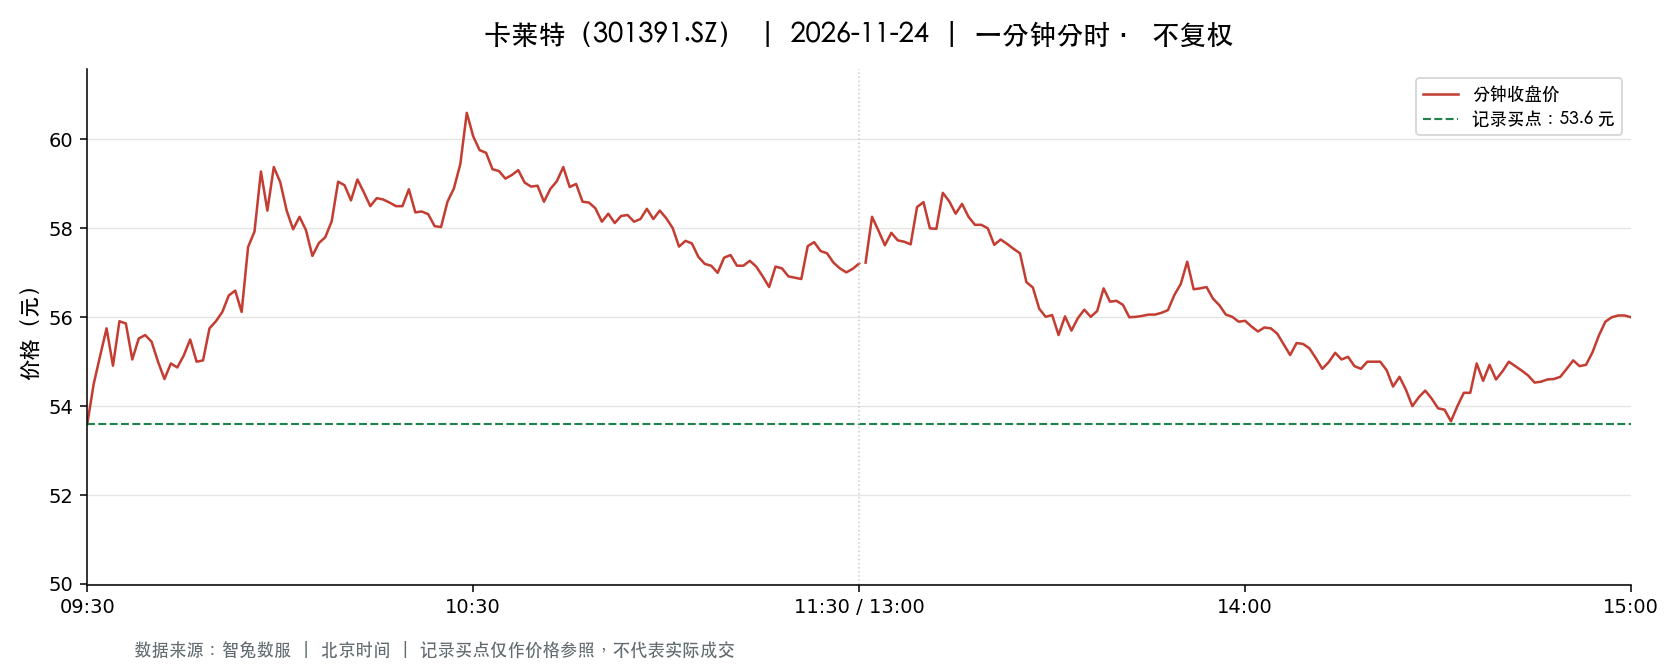 卡莱特（301391.SZ） | 2026-11-24 | 一分钟分时 · 不复权
分钟收盘价
记录买点：53.6 元
价格（元）
60
58
56
54
52
50
09:30 10:30 11:30 / 13:00 14:00 15:00
数据来源：智兔数服 | 北京时间 | 记录买点仅作价格参照，不代表实际成交